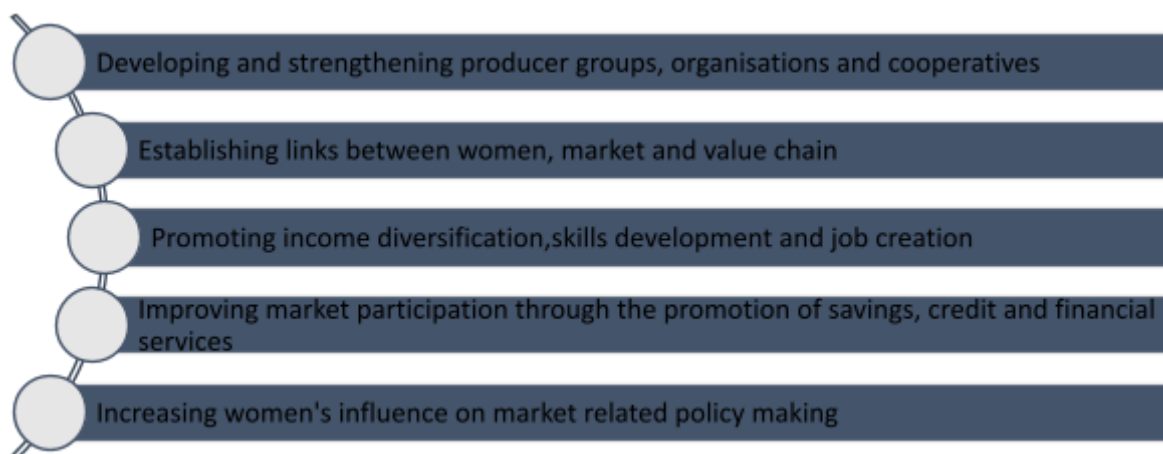 Developing and strengthening producer groups, organisations and cooperatives
Establishing links between women, market and value chain
Promoting income diversification,skills development and job creation
Improving market participation through the promotion of savings, credit and financial
services
Increasing women's influence on market related policy making